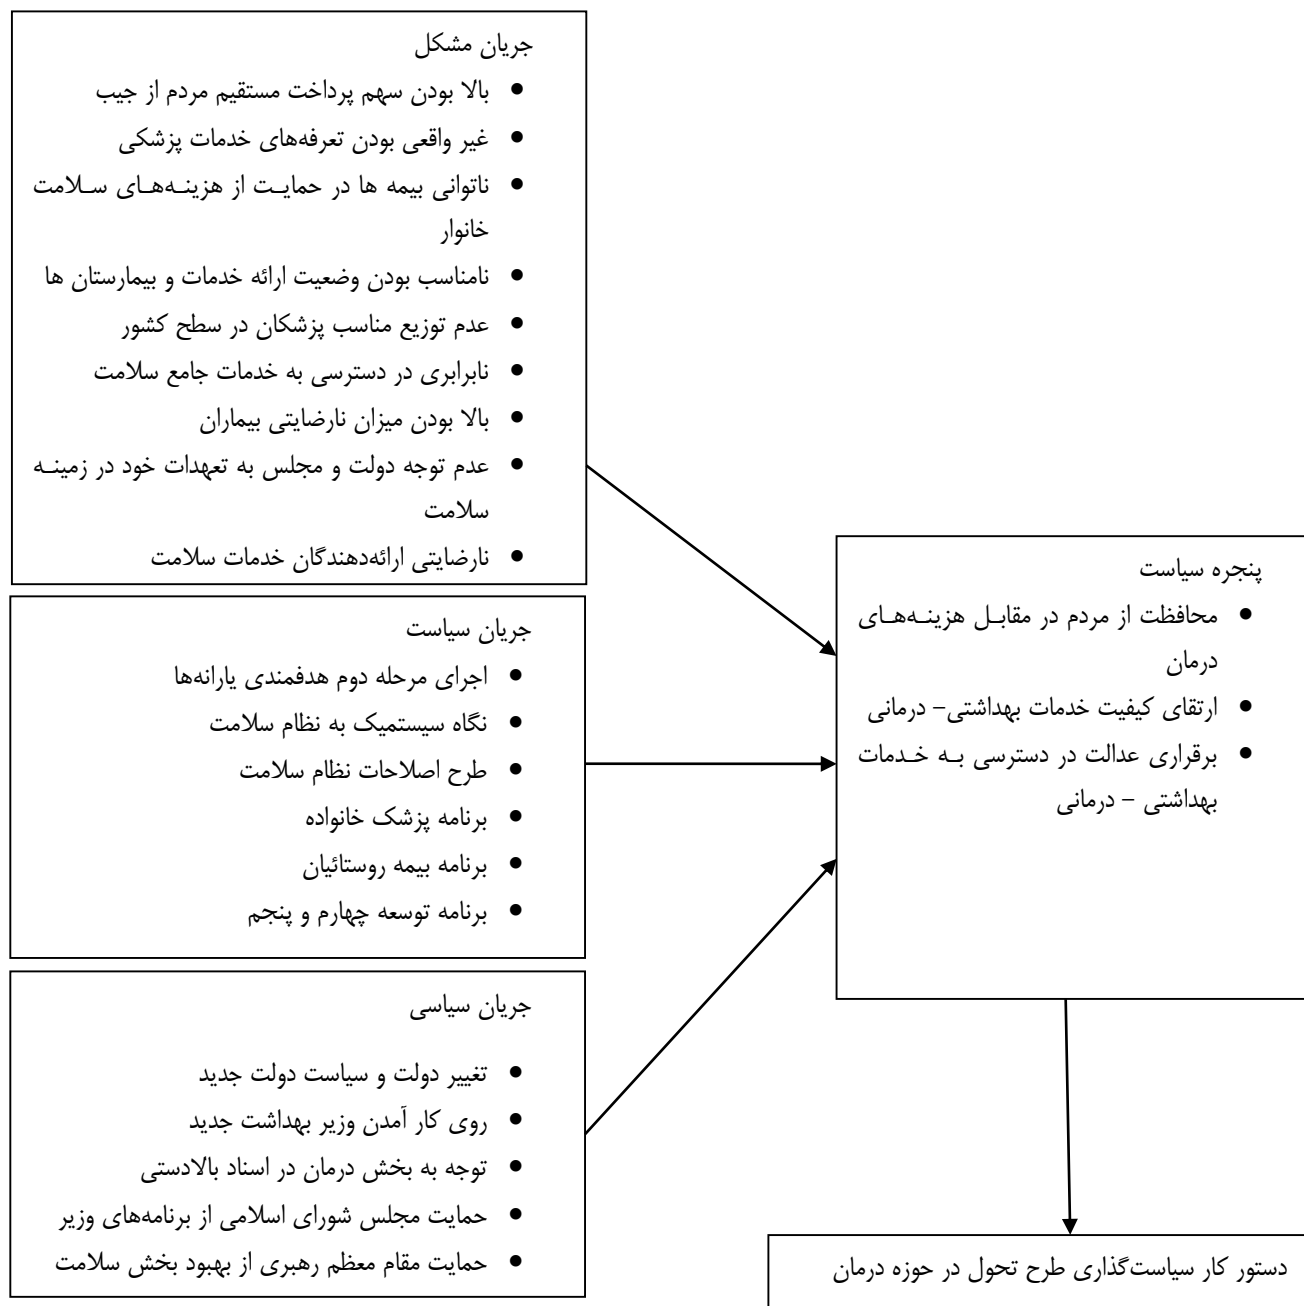 جریان مشکل
● بالا بودن سهم پرداخت مستقیم مردم از جیب
● غیر واقعی بودن تعرفه‌های خدمات پزشکی
● ناتوانی بیمه ها در حمایت از هزینه‌های سلامت
خانوار
● نامناسب بودن وضعیت ارائه خدمات و بیمارستان ها
● عدم توزیع مناسب پزشکان در سطح کشور
● نابرابری در دسترسی به خدمات جامع سلامت
● بالا بودن میزان نارضایتی بیماران
● عدم توجه دولت و مجلس به تعهدات خود در زمینه
سلامت
● نارضایتی ارائه‌دهندگان خدمات سلامت
جریان سیاست
● اجرای مرحله دوم هدفمندی یارانه‌ها
● نگاه سیستمیک به نظام سلامت
● طرح اصلاحات نظام سلامت
● برنامه پزشک خانواده
● برنامه بیمه روستائیان
● برنامه توسعه چهارم و پنجم
جریان سیاسی
● تغییر دولت و سیاست دولت جدید
● روی کار آمدن وزیر بهداشت جدید
● توجه به بخش درمان در اسناد بالادستی
● حمایت مجلس شورای اسلامی از برنامه‌های وزیر
● حمایت مقام معظم رهبری از بهبود بخش سلامت
پنجره سیاست
● محافظت از مردم در مقابل هزینه‌های
درمان
● ارتقای کیفیت خدمات بهداشتی– درمانی
● برقراری عدالت در دسترسی به خدمات
بهداشتی – درمانی
دستور کار سیاست‌گذاری طرح تحول در حوزه درمان